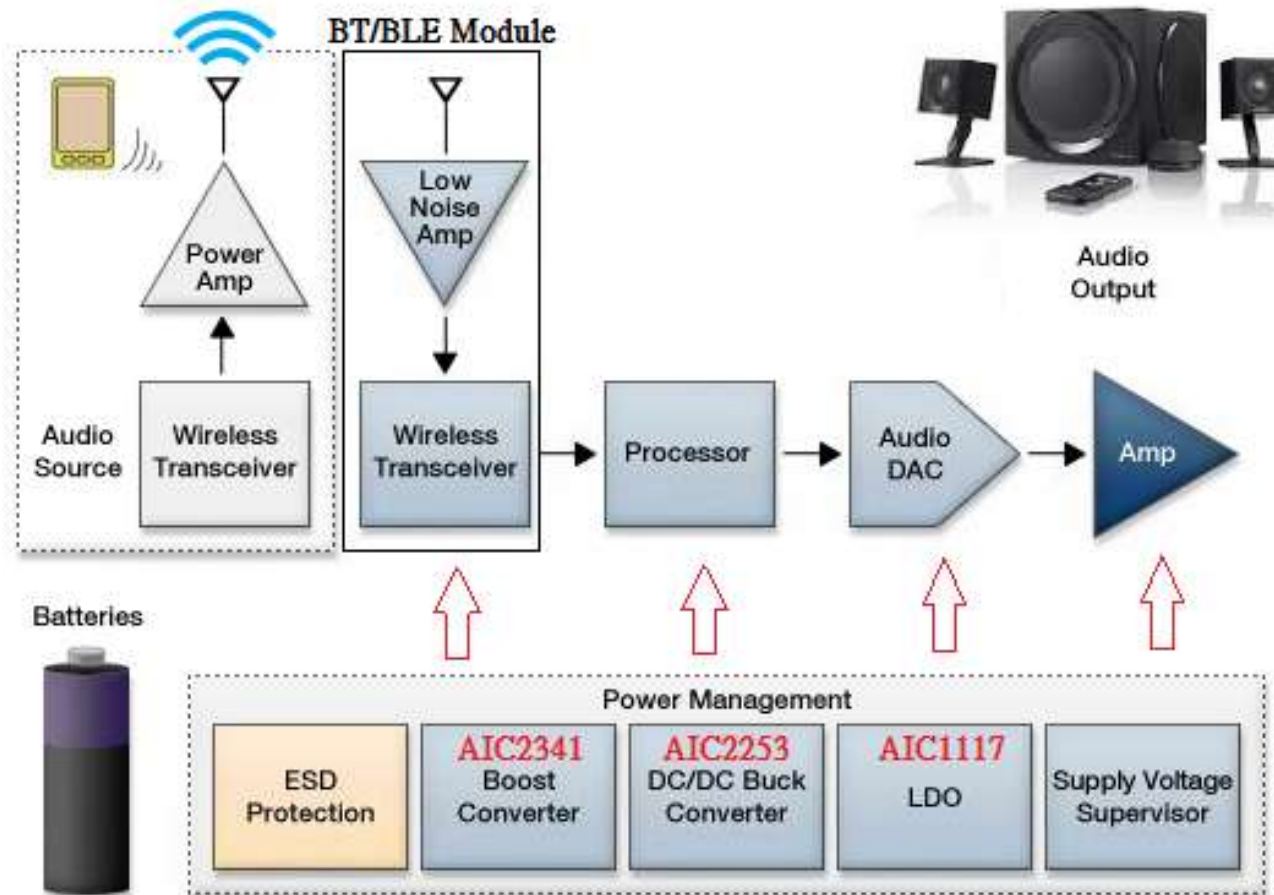 BT/BLE Module
Power
Amp
Low
Noise
Amp
Audio
Output
Audio
Source
Wireless
Transceiver
Wireless
Transceiver
Processor
Audio
DAC
Amp
Batteries
Power Management
ESD
Protection
AIC2341
Boost
Converter
AIC2253
DC/DC Buck
Converter
AIC1117
LDO
Supply Voltage
Supervisor